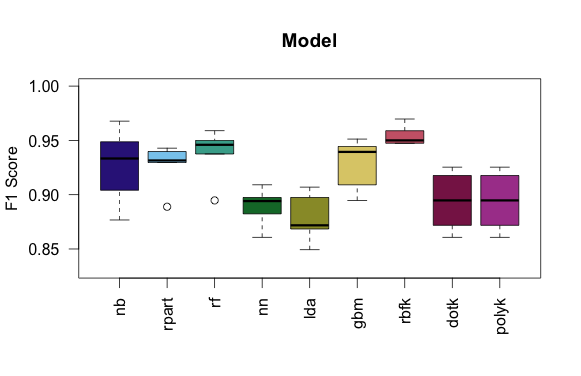 Model
F1 Score
1.00
0.95
0.90
0.85
nb
rpart
rf
nn
lda
gbm
rbfk
dotk
polyk